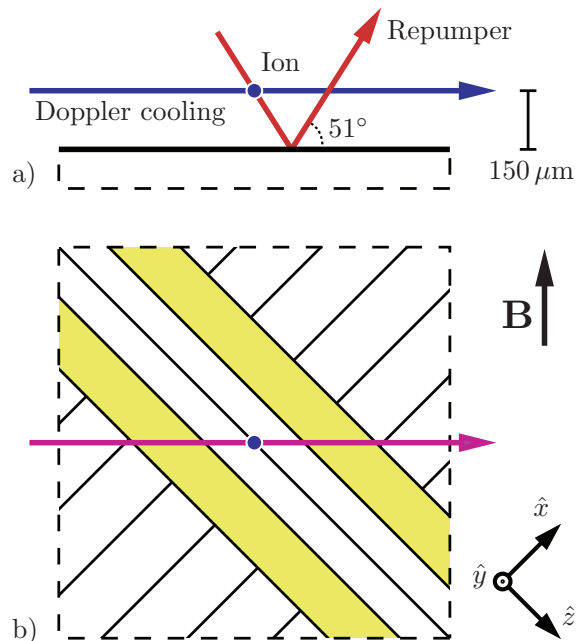 Repumper
Ion
Doppler cooling
51°
150 μm
a)
B
x̂
ŷ
ẑ
b)